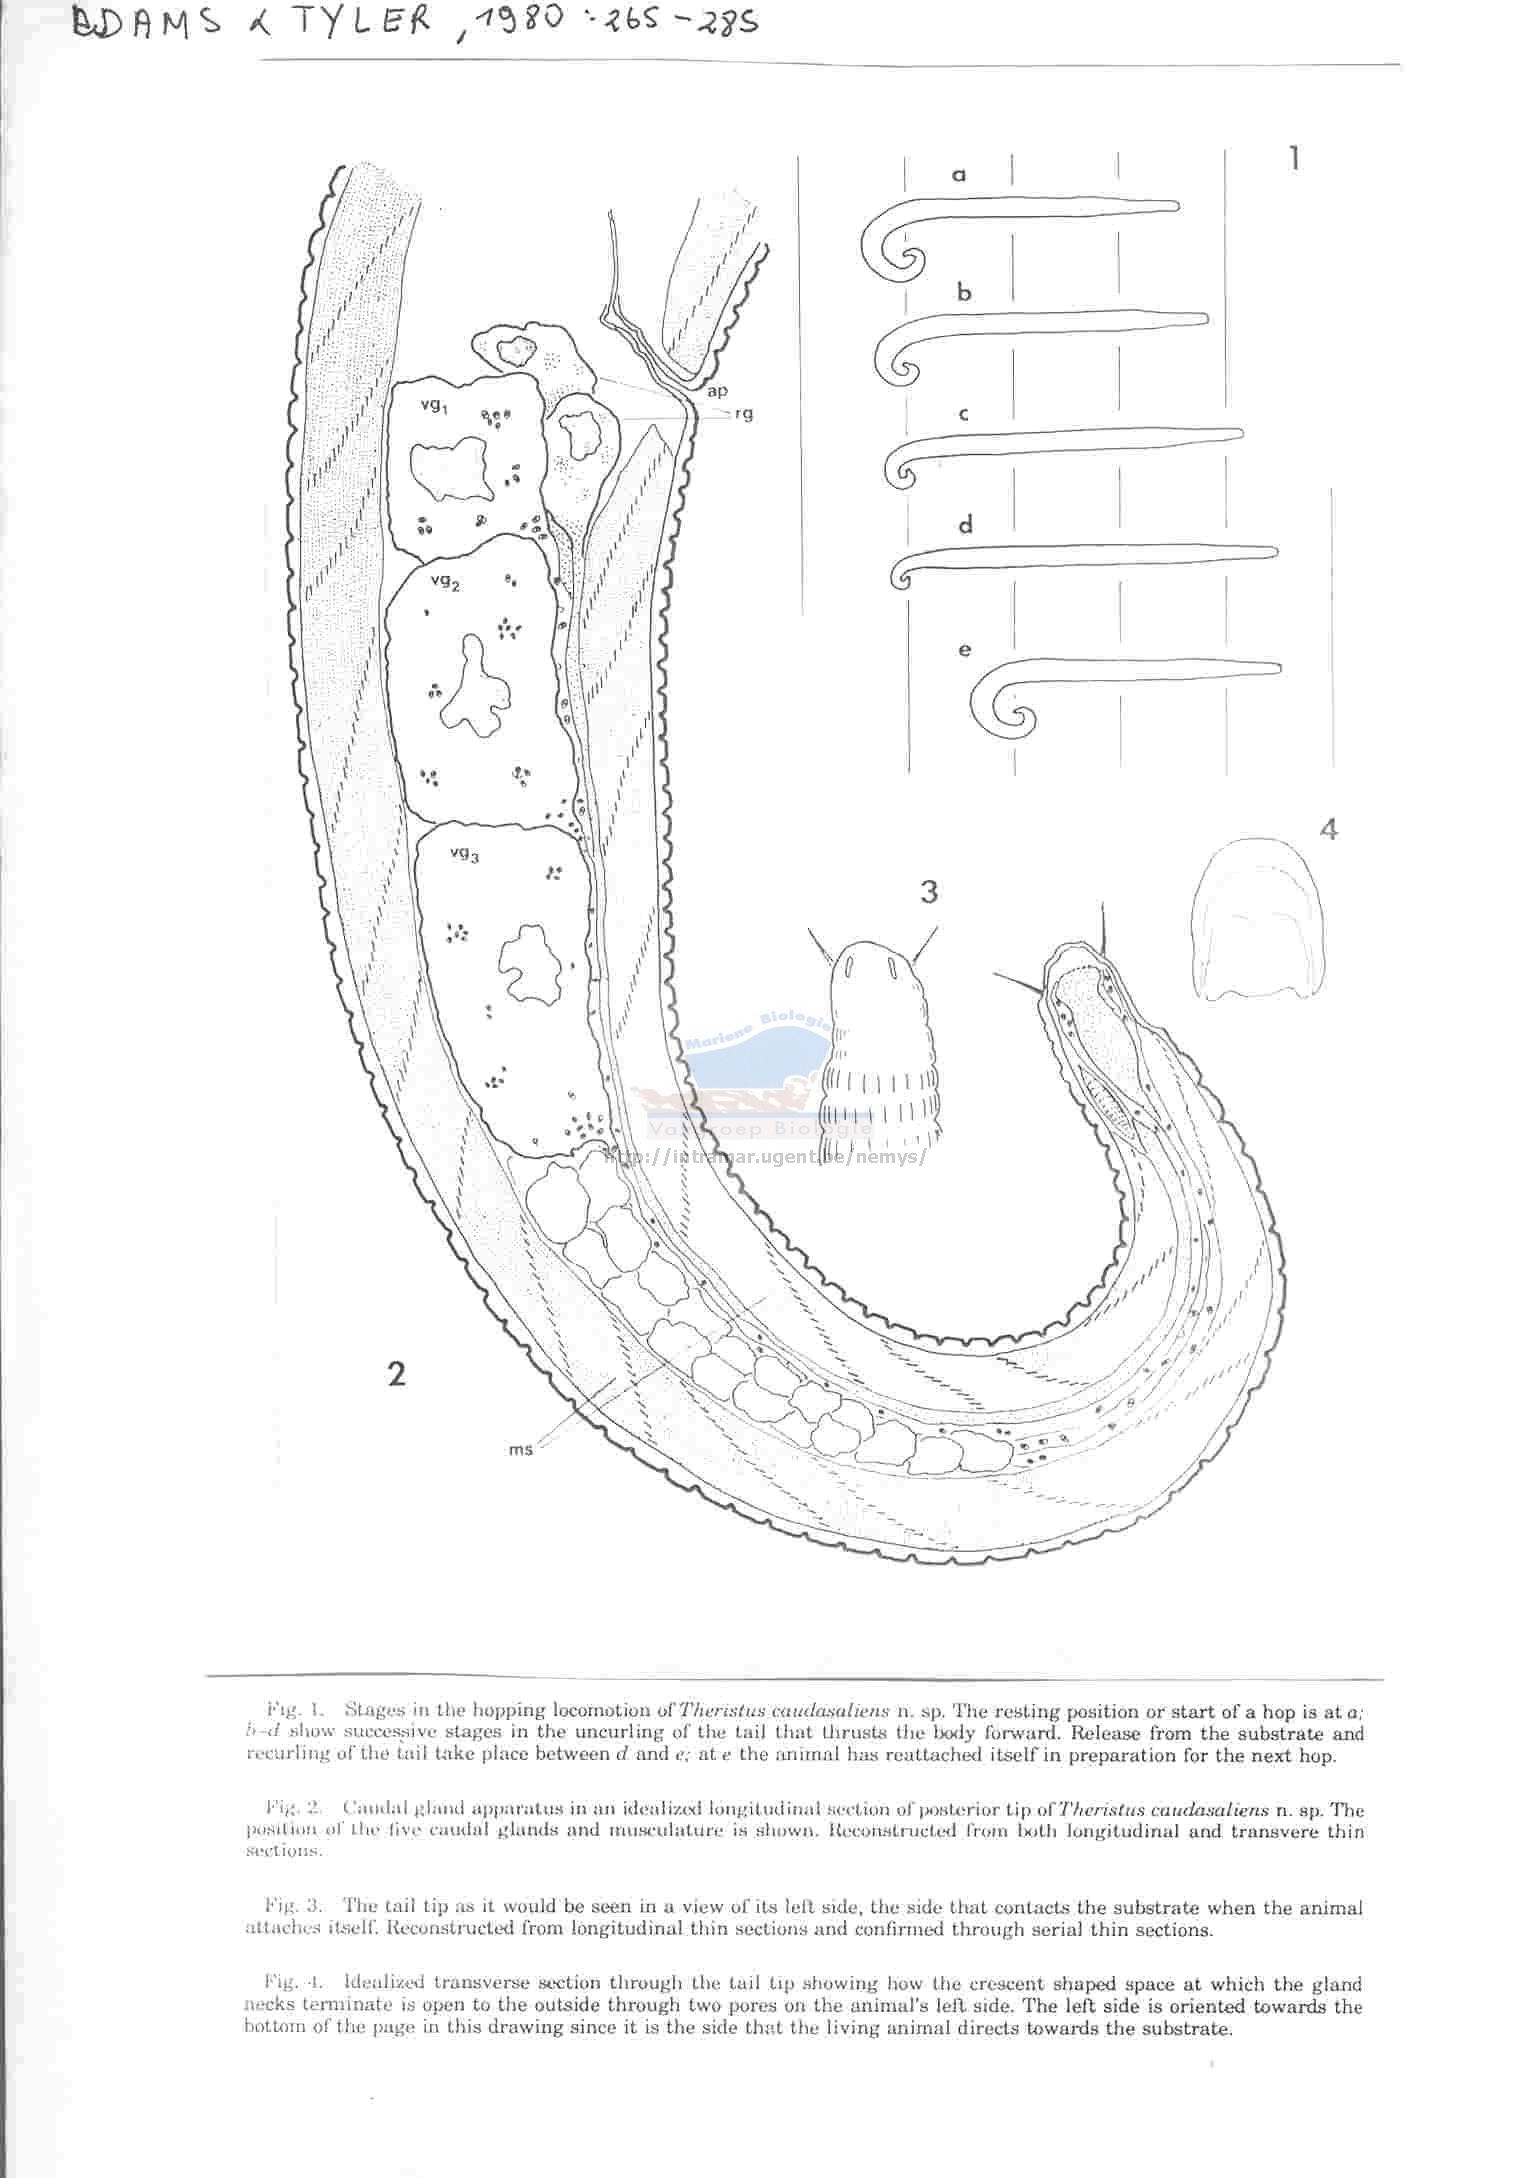 ADAMS & TYLER, 1980 : 265-285
1
a
b
c
d
e
ap
rg
vg1
vg2
vg3
4
3
Mariene Biologie
Vakgroep Biologie
http://intramar.ugent.be/nemys/
2
ms
Fig. 1. Stages in the hopping locomotion of Theristus caudasaliens n. sp. The resting position or start of a hop is at a;
b-d show successive stages in the uncurling of the tail that thrusts the body forward. Release from the substrate and
recurling of the tail take place between d and e; at e the animal has reattached itself in preparation for the next hop.
Fig. 2. Caudal gland apparatus in an idealized longitudinal section of posterior tip of Theristus caudasaliens n. sp. The
position of the five caudal glands and musculature is shown. Reconstructed from both longitudinal and transvere thin
sections.
Fig. 3. The tail tip as it would be seen in a view of its left side, the side that contacts the substrate when the animal
attaches itself. Reconstructed from longitudinal thin sections and confirmed through serial thin sections.
Fig. 4. Idealized transverse section through the tail tip showing how the crescent shaped space at which the gland
necks terminate is open to the outside through two pores on the animal's left side. The left side is oriented towards the
bottom of the page in this drawing since it is the side that the living animal directs towards the substrate.